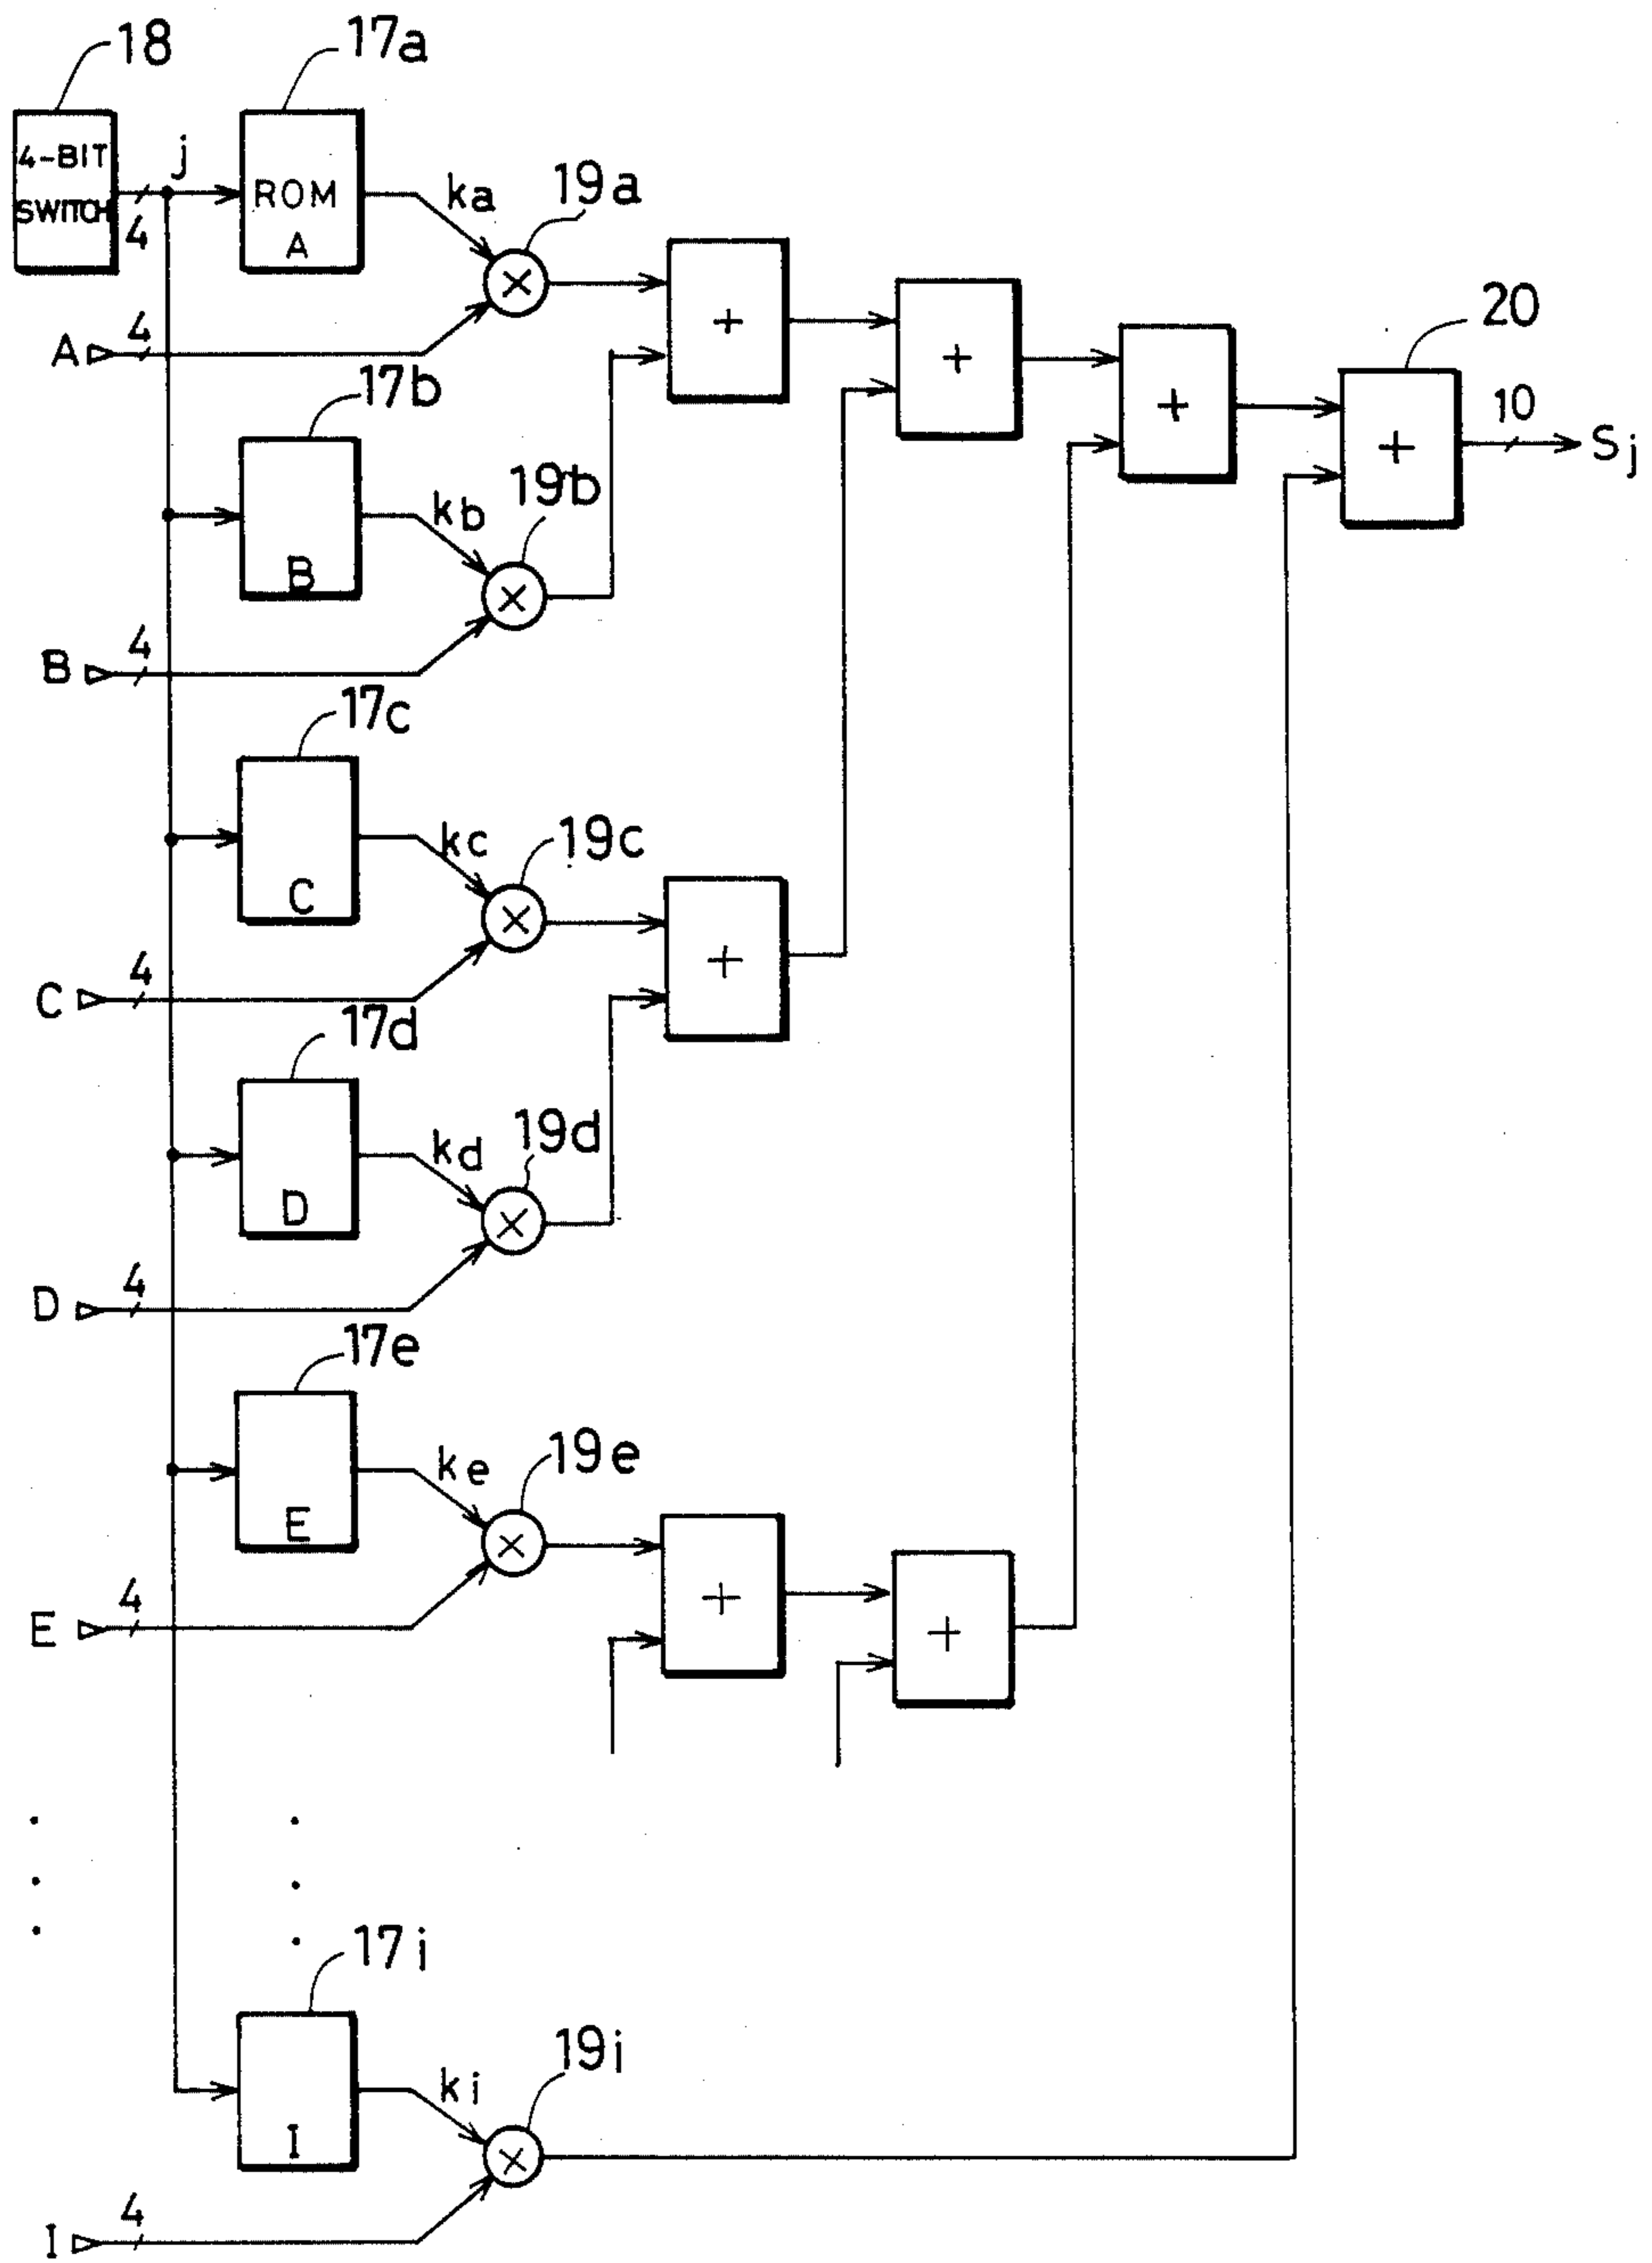 18
17a
4-BIT
SWITCH
j
4
ROM
A
ka
19a
+
+
+
20
+
10
Sj
A
4
17b
B
kb
19b
B
4
17c
C
kc
19c
+
C
4
17d
D
kd
19d
D
4
17e
E
ke
19e
+
+
E
4
17i
I
ki
19i
I
4